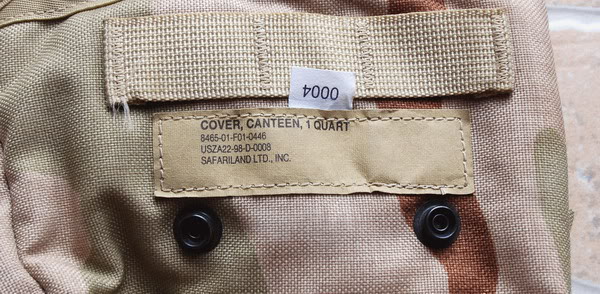 0004
COVER, CANTEEN, 1 QUART
8465-01-F01-0446
USZA22-98-D-0008
SAFARILAND LTD., INC.